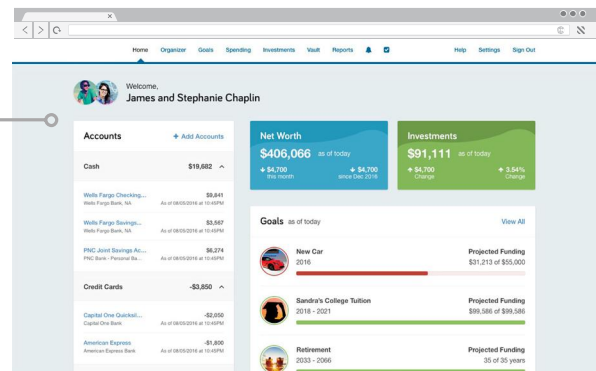 Home Organizer Goals Spending Investments Vault Reports Help Settings Sign Out
Welcome,
James and Stephanie Chaplin
Accounts + Add Accounts
Cash $19,682
Wells Fargo Checking... $9,841
Wells Fargo Bank, NA As of 08/05/2016 at 10:45PM
Wells Fargo Savings... $3,567
Wells Fargo Bank, NA As of 08/05/2016 at 10:45PM
PNC Joint Savings Ac... $6,274
PNC Bank - Personal Ba... As of 08/05/2016 at 10:45PM
Credit Cards -$3,850
Capital One Quicksil... -$2,050
Capital One Bank As of 08/05/2016 at 10:45PM
American Express -$1,800
American Express Bank As of 08/05/2016 at 10:45PM
Net Worth
$406,066 as of today
+ $4,700 + $4,700
this month since Dec 2016
Investments
$91,111 as of today
+ $4,700 + 3.54%
Change Change
Goals as of today View All
New Car Projected Funding
2016 $31,213 of $55,000
Sandra's College Tuition Projected Funding
2018 - 2021 $99,586 of $99,586
Retirement Projected Funding
2033 - 2066 35 of 35 years